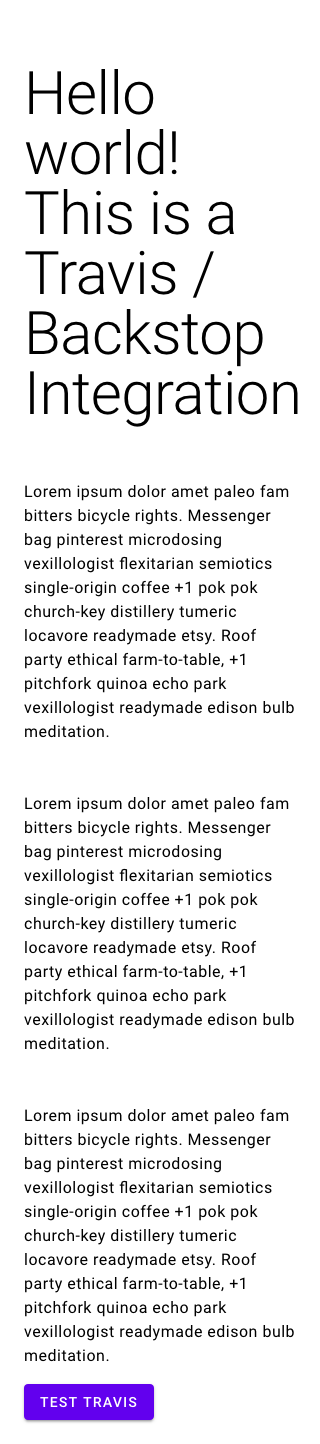 Hello
world!
This is a
Travis /
Backstop
Integration
Lorem ipsum dolor amet paleo fam
bitters bicycle rights. Messenger
bag pinterest microdosing
vexillologist flexitarian semiotics
single-origin coffee +1 pok pok
church-key distillery tumeric
locavore readymade etsy. Roof
party ethical farm-to-table, +1
pitchfork quinoa echo park
vexillologist readymade edison bulb
meditation.
Lorem ipsum dolor amet paleo fam
bitters bicycle rights. Messenger
bag pinterest microdosing
vexillologist flexitarian semiotics
single-origin coffee +1 pok pok
church-key distillery tumeric
locavore readymade etsy. Roof
party ethical farm-to-table, +1
pitchfork quinoa echo park
vexillologist readymade edison bulb
meditation.
Lorem ipsum dolor amet paleo fam
bitters bicycle rights. Messenger
bag pinterest microdosing
vexillologist flexitarian semiotics
single-origin coffee +1 pok pok
church-key distillery tumeric
locavore readymade etsy. Roof
party ethical farm-to-table, +1
pitchfork quinoa echo park
vexillologist readymade edison bulb
meditation.
TEST TRAVIS